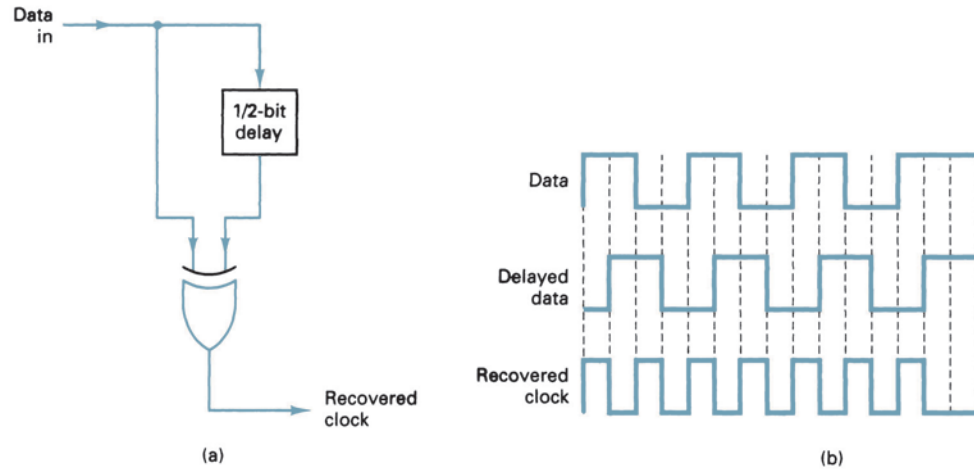 Data
in
1/2-bit
delay
Recovered
clock
(a)
Data
Delayed
data
Recovered
clock
(b)